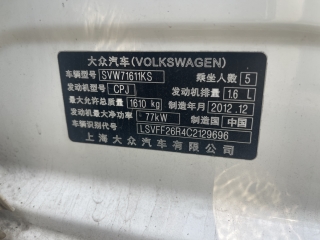 大众汽车(VOLKSWAGEN)
车辆型号 SVW71611KS 乘坐人数 5
发动机型号 CPJ 发动机排量 1.6 L
最大允许总质量 1610 kg 制造年月 2012.12
发动机最大净功率 77kW 制造国 中国
车辆识别代号 LSVFF26R4C2129696
上海大众汽车有限公司